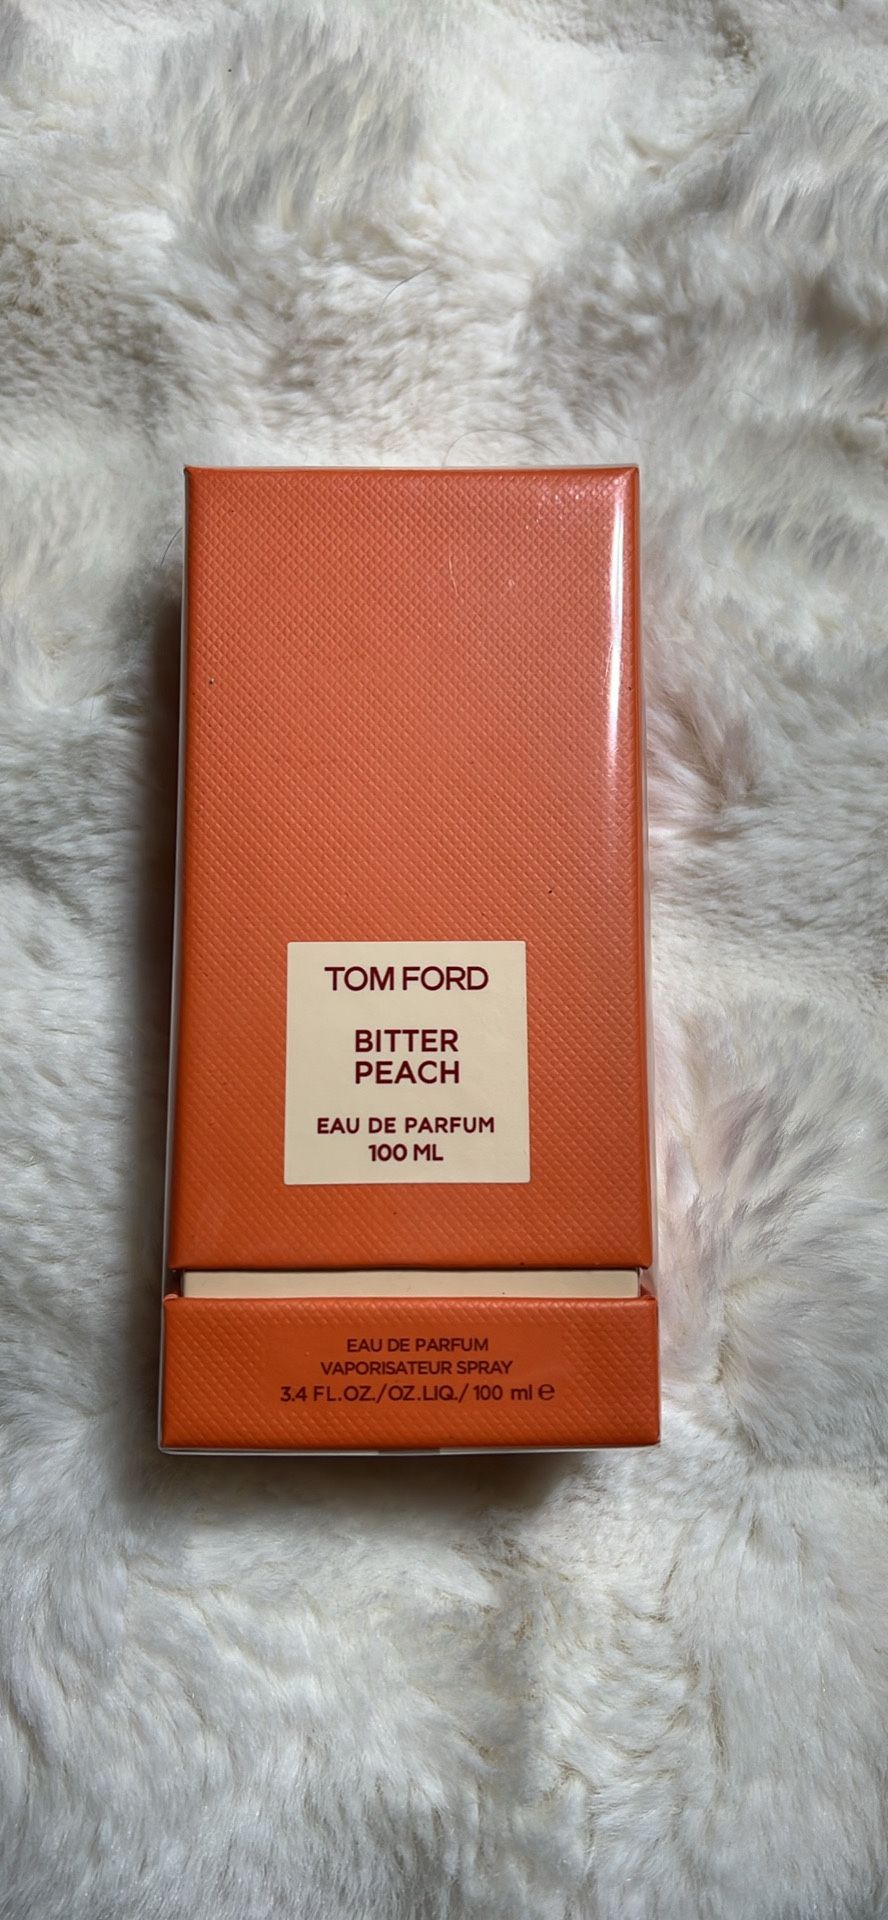 TOM FORD
BITTER
PEACH
EAU DE PARFUM
100 ML
EAU DE PARFUM
VAPORISATEUR SPRAY
3.4 FL.OZ./OZ.LIQ./ 100 ml ℮